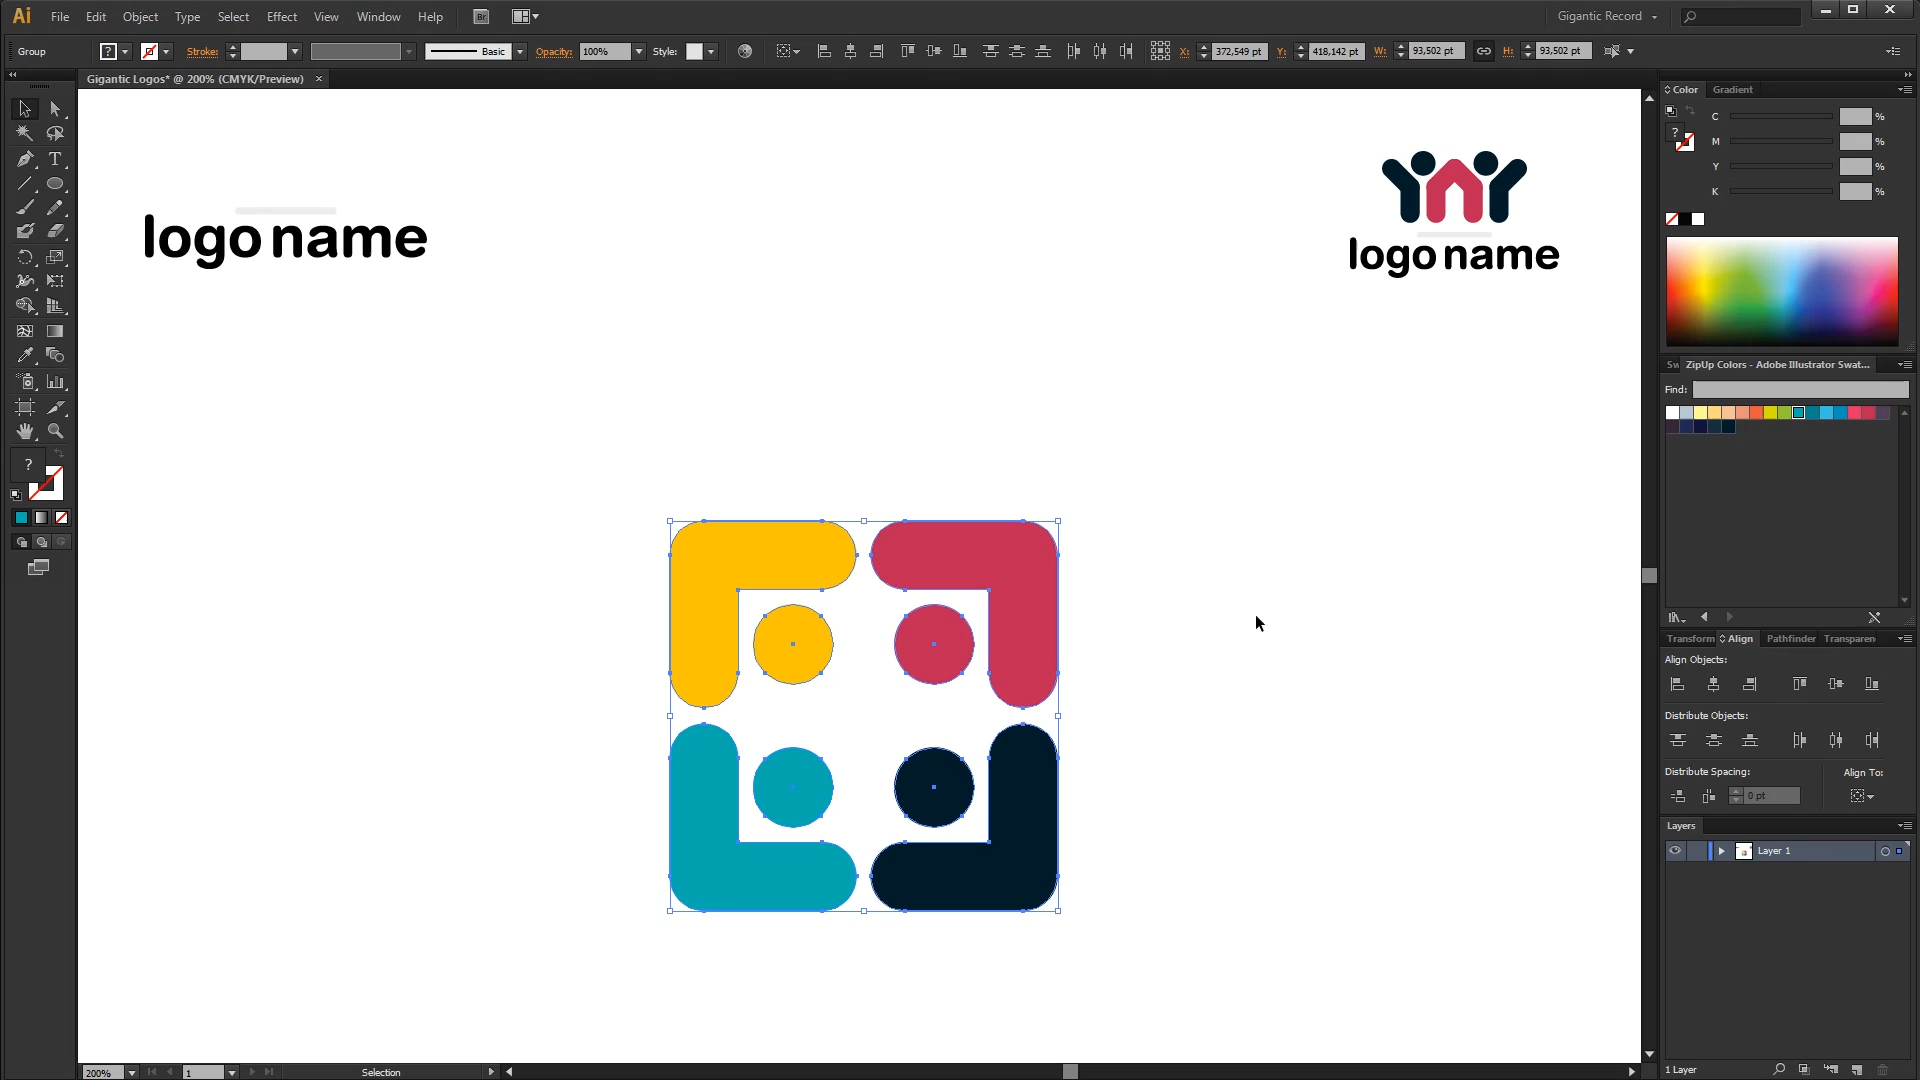 Ai File Edit Object Type Select Effect View Window Help Br Gigantic Record
Group ? Stroke: Basic Opacity: 100% Style: X: 372,549 pt Y: 418,142 pt W: 93,502 pt H: 93,502 pt
Gigantic Logos* @ 200% (CMYK/Preview) ×
Color Gradient
C %
M %
Y %
K %
?
logo name
logo name
ZipUp Colors - Adobe Illustrator Swat...
Find:
T
?
Transform Align Pathfinder Transparen
Align Objects:
Distribute Objects:
Distribute Spacing: Align To:
0 pt
Layers
Layer 1
200% 1 Selection
1 Layer